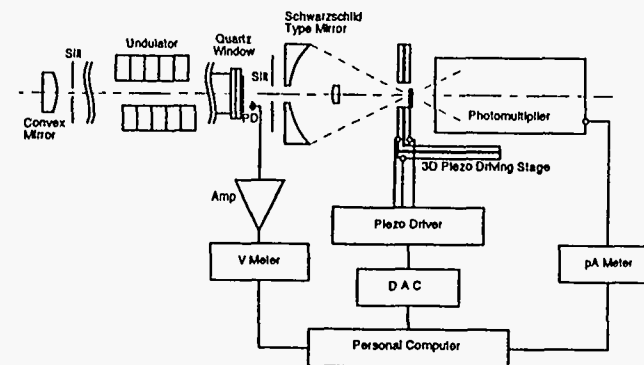 Schwarzschild
Type Mirror
Undulator
Quartz
Window
Slit
Slit
Convex
Mirror
PD
Photomultiplier
3D Piezo Driving Stage
Amp
Piezo Driver
V Meter
pA Meter
D A C
Personal Computer